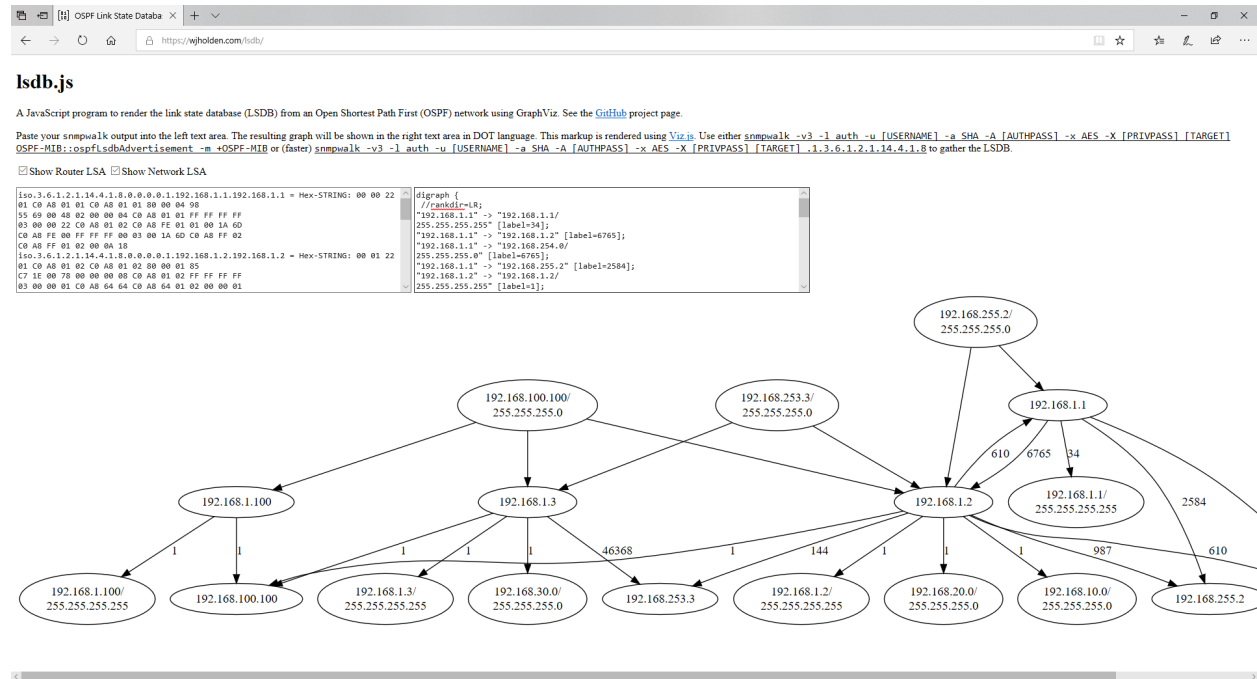 OSPF Link State Databa
https://wjholden.com/lsdb/
lsdb.js
A JavaScript program to render the link state database (LSDB) from an Open Shortest Path First (OSPF) network using GraphViz. See the GitHub project page.
Paste your snmpwalk output into the left text area. The resulting graph will be shown in the right text area in DOT language. This markup is rendered using Viz.js. Use either snmpwalk -v3 -l auth -u [USERNAME] -a SHA -A [AUTHPASS] -x AES -X [PRIVPASS] [TARGET]
OSPF-MIB::ospfLsdbAdvertisement -m +OSPF-MIB or (faster) snmpwalk -v3 -l auth -u [USERNAME] -a SHA -A [AUTHPASS] -x AES -X [PRIVPASS] [TARGET] .1.3.6.1.2.1.14.4.1.8 to gather the LSDB.
Show Router LSA Show Network LSA
iso.3.6.1.2.1.14.4.1.8.0.0.0.0.1.192.168.1.1.192.168.1.1 = Hex-STRING: 00 00 22
01 C0 A8 01 01 C0 A8 01 01 80 00 04 98
55 69 00 48 02 00 00 04 C0 A8 01 01 FF FF FF FF
03 00 00 22 C0 A8 01 02 C0 A8 FE 01 01 00 1A 6D
C0 A8 FE 00 FF FF FF 00 03 00 1A 6D C0 A8 FF 02
C0 A8 FF 01 02 00 0A 18
iso.3.6.1.2.1.14.4.1.8.0.0.0.0.1.192.168.1.2.192.168.1.2 = Hex-STRING: 00 01 22
01 C0 A8 01 02 C0 A8 01 02 80 00 01 85
C7 1E 00 78 00 00 00 08 C0 A8 01 02 FF FF FF FF
03 00 00 01 C0 A8 64 64 C0 A8 64 01 02 00 00 01
digraph {
//rankdir=LR;
"192.168.1.1" -> "192.168.1.1/
255.255.255.255" [label=34];
"192.168.1.1" -> "192.168.1.2" [label=6765];
"192.168.1.1" -> "192.168.254.0/
255.255.255.0" [label=6765];
"192.168.1.1" -> "192.168.255.2" [label=2584];
"192.168.1.2" -> "192.168.1.2/
255.255.255.255" [label=1];
192.168.255.2/
255.255.255.0
192.168.100.100/
255.255.255.0
192.168.253.3/
255.255.255.0
192.168.1.1
610
6765
34
192.168.1.100
192.168.1.3
192.168.1.2
192.168.1.1/
255.255.255.255
2584
1
1
1
1
1
46368
1
144
1
1
1
987
610
192.168.1.100/
255.255.255.255
192.168.100.100
192.168.1.3/
255.255.255.255
192.168.30.0/
255.255.255.0
192.168.253.3
192.168.1.2/
255.255.255.255
192.168.20.0/
255.255.255.0
192.168.10.0/
255.255.255.0
192.168.255.2